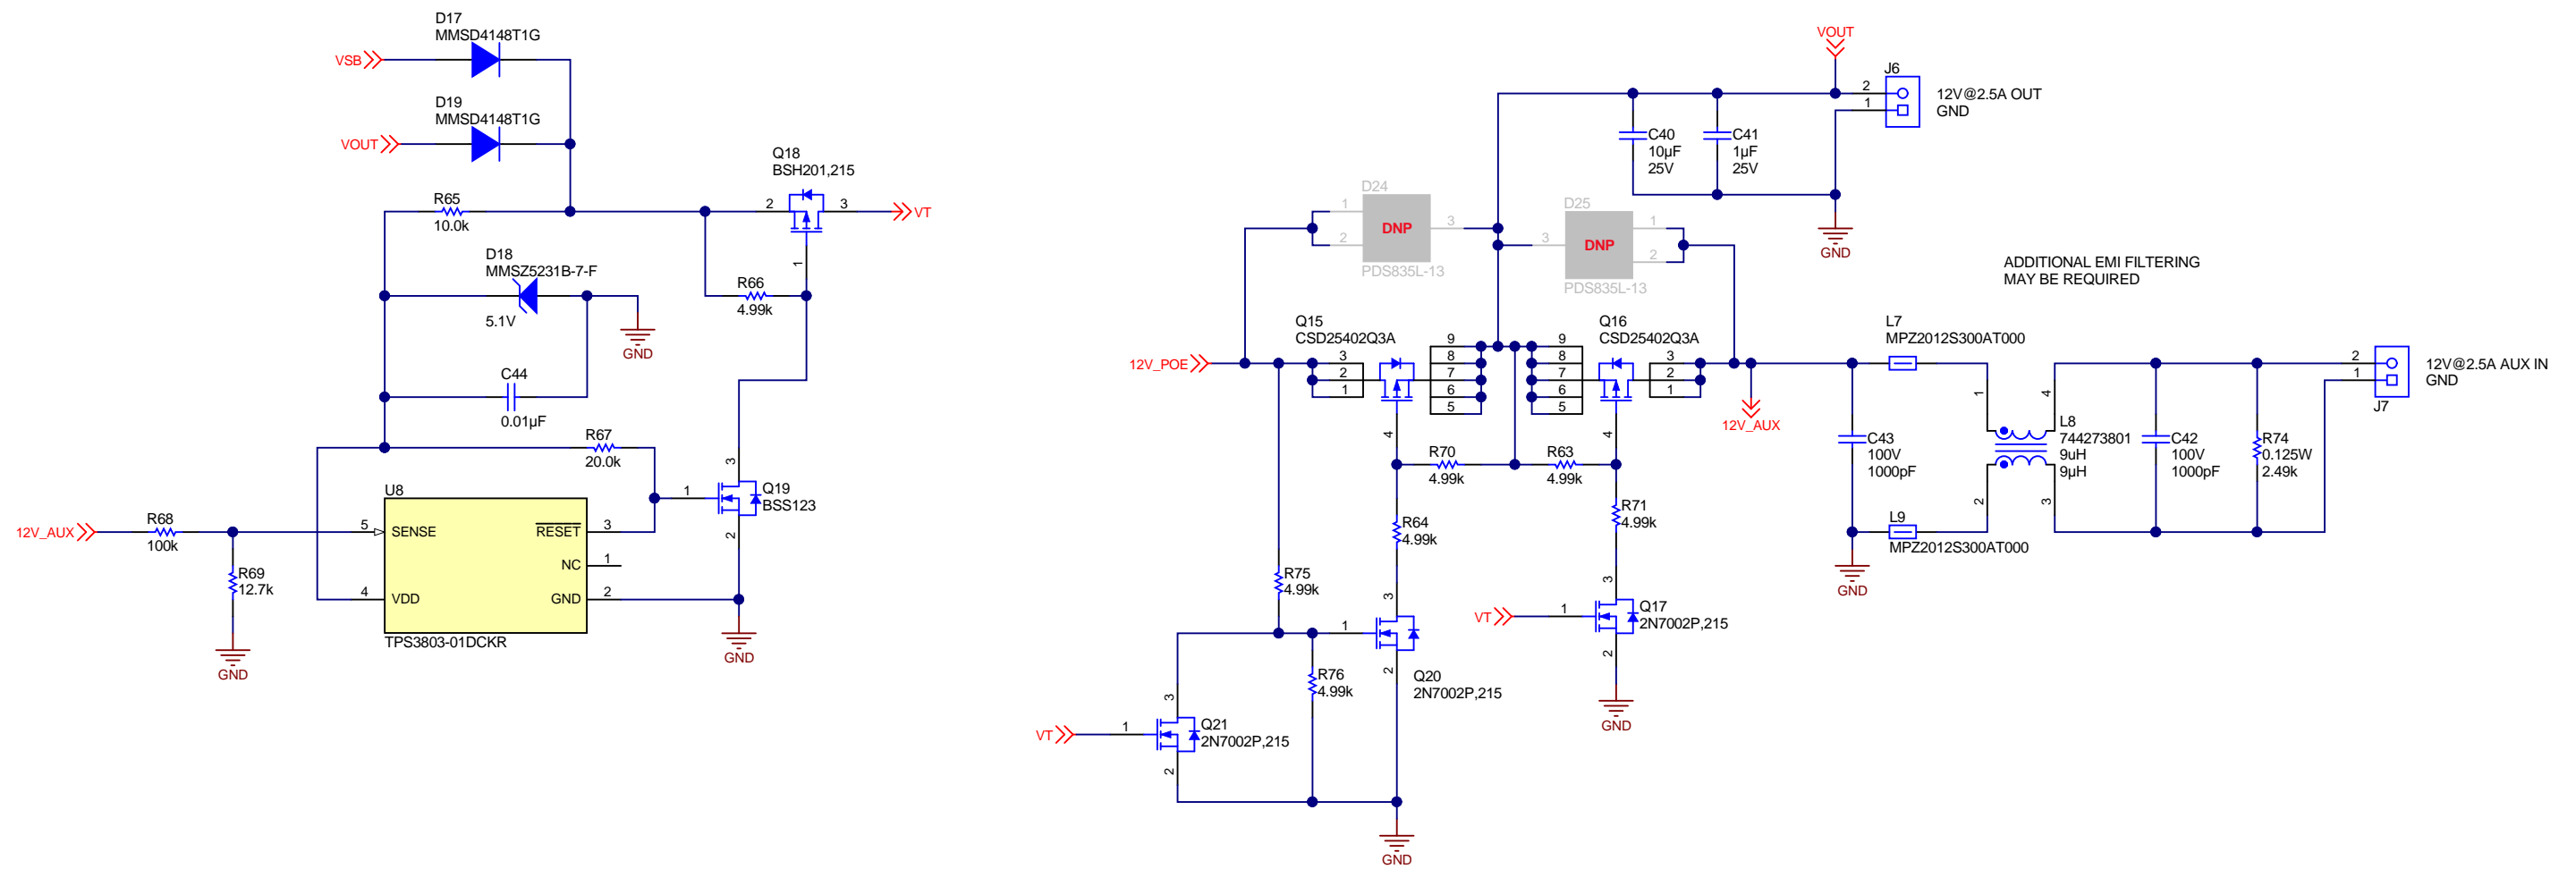 D17
MMSD4148T1G
VSB
D19
MMSD4148T1G
VOUT
Q18
BSH201,215
2
3
VT
1
R65
10.0k
D18
MMSZ5231B-7-F
5.1V
GND
R66
4.99k
C44
0.01µF
R67
20.0k
3
1
Q19
BSS123
2
GND
U8
12V_AUX
R68
100k
R69
12.7k
GND
5
SENSE
RESET
3
NC
1
4
VDD
GND
2
TPS3803-01DCKR
VOUT
J6
2
1
12V@2.5A OUT
GND
C40
10µF
25V
C41
1µF
25V
GND
D24
1
2
DNP
3
PDS835L-13
D25
3
DNP
1
2
PDS835L-13
ADDITIONAL EMI FILTERING
MAY BE REQUIRED
12V_POE
Q15
CSD25402Q3A
3
2
1
9
8
7
6
5
4
Q16
CSD25402Q3A
9
8
7
6
5
3
2
1
4
12V_AUX
R70
4.99k
R63
4.99k
R64
4.99k
R71
4.99k
R75
4.99k
R76
4.99k
3
1
2
Q20
2N7002P,215
VT
1
3
2
Q17
2N7002P,215
GND
VT
1
3
2
Q21
2N7002P,215
GND
L7
MPZ2012S300AT000
C43
100V
1000pF
L9
MPZ2012S300AT000
GND
1
4
2
3
L8
744273801
9uH
9µH
C42
100V
1000pF
R74
0.125W
2.49k
2
1
J7
12V@2.5A AUX IN
GND